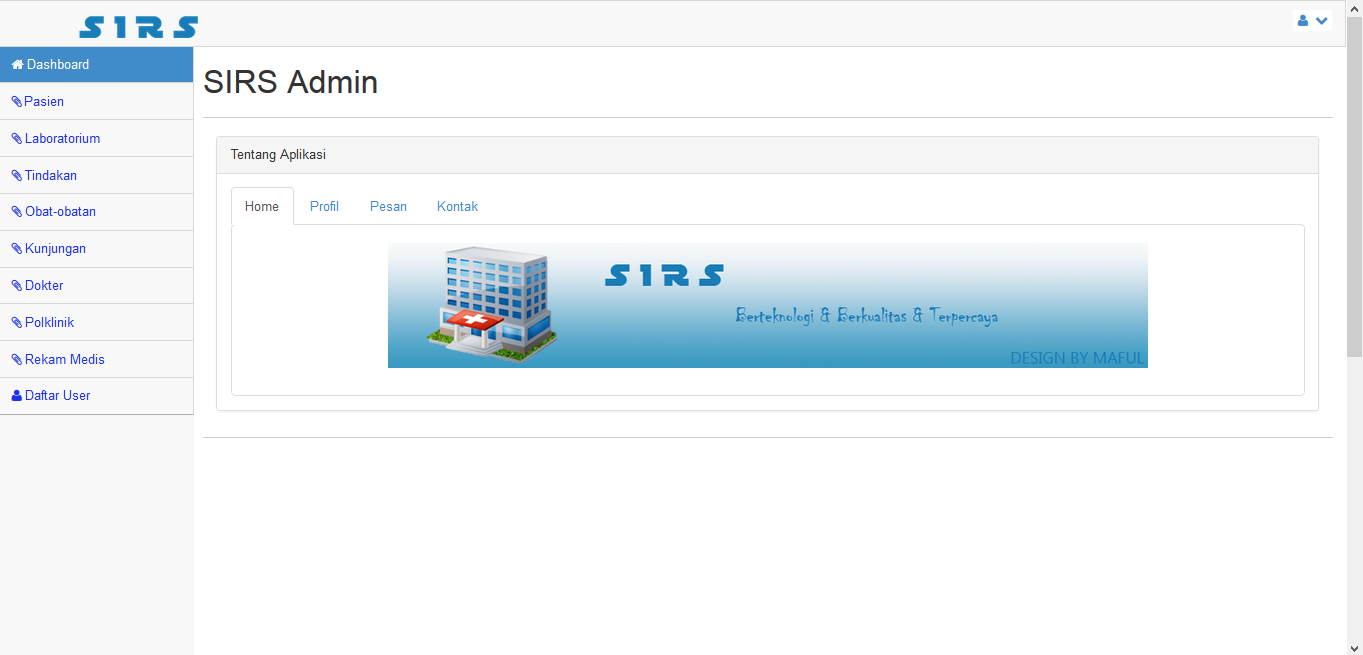 SIRS
Dashboard
Pasien
Laboratorium
Tindakan
Obat-obatan
Kunjungan
Dokter
Polklinik
Rekam Medis
Daftar User
SIRS Admin
Tentang Aplikasi
Home Profil Pesan Kontak
SIRS
Berteknologi & Berkualitas & Terpercaya
DESIGN BY MAFUL